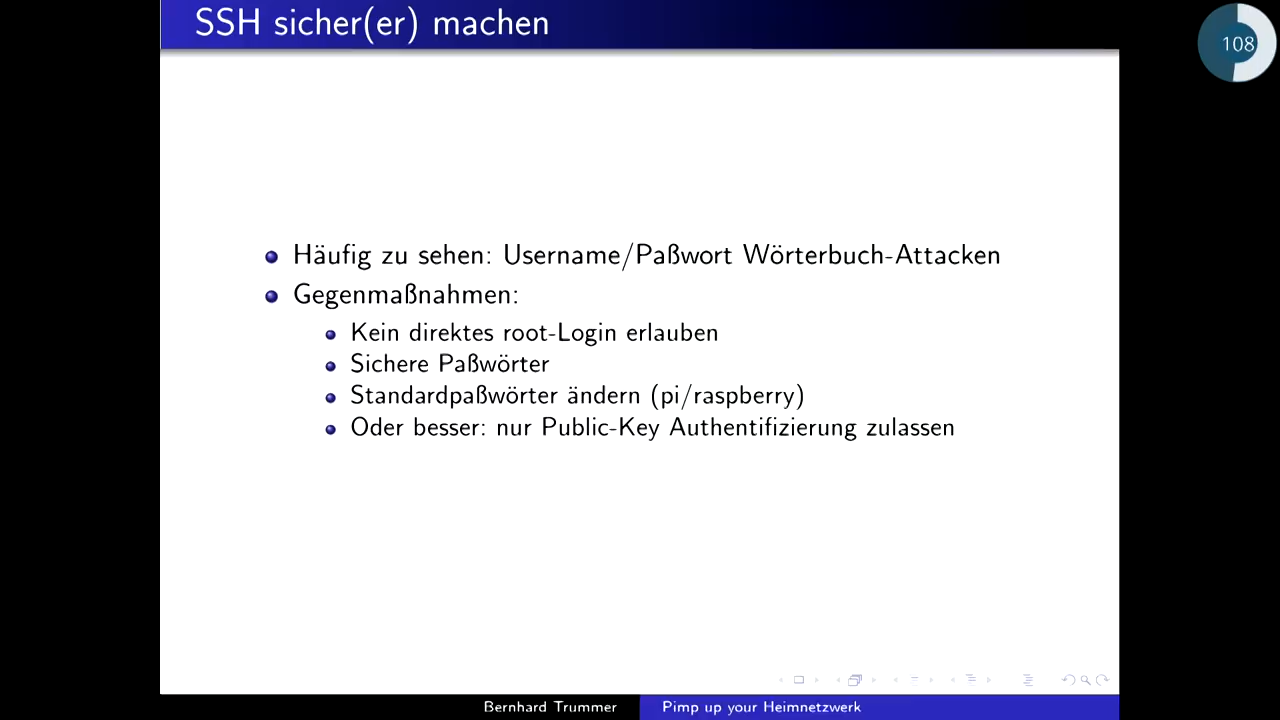 SSH sicher(er) machen
108
Häufig zu sehen: Username/Paßwort Wörterbuch-Attacken
Gegenmaßnahmen:
Kein direktes root-Login erlauben
Sichere Paßwörter
Standardpaßwörter ändern (pi/raspberry)
Oder besser: nur Public-Key Authentifizierung zulassen
Bernhard Trummer
Pimp up your Heimnetzwerk